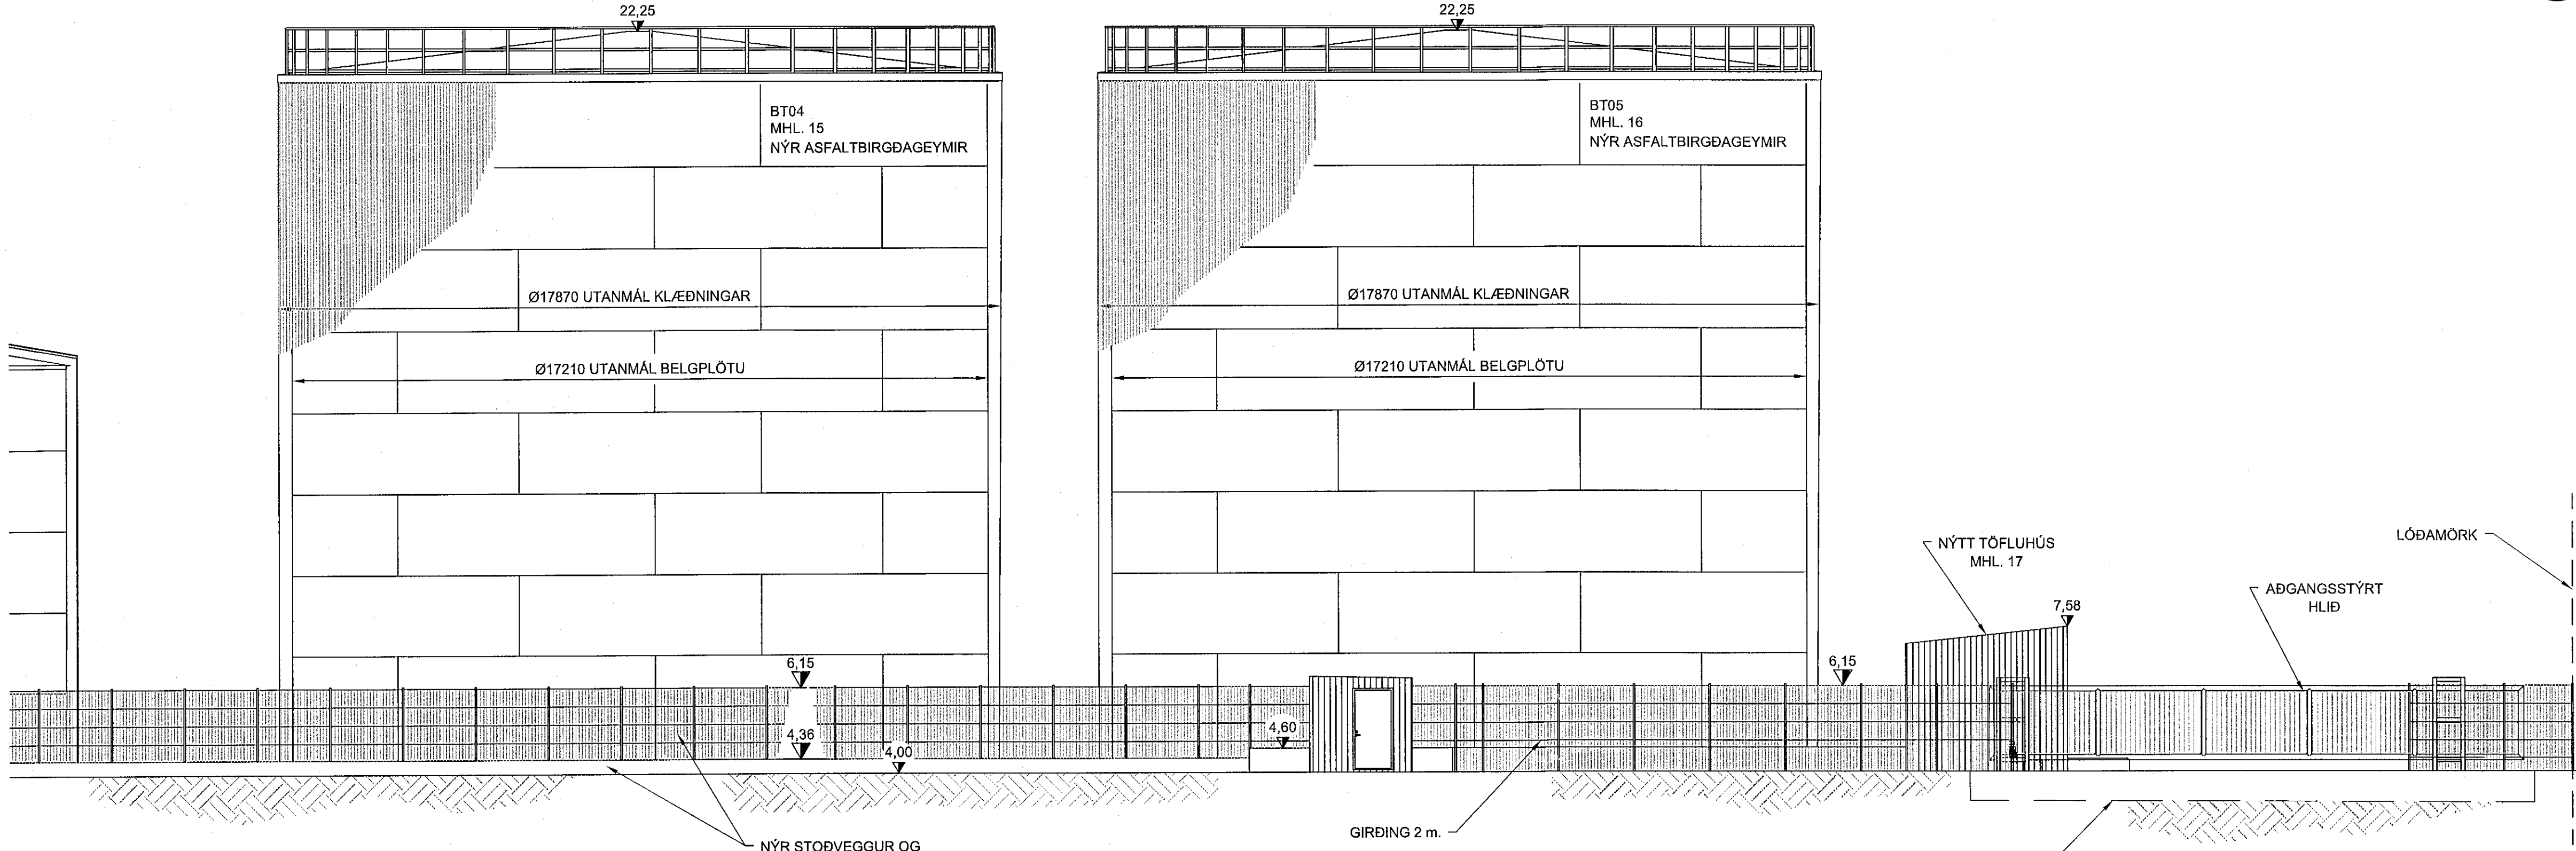 22,25
22,25
BT04
MHL. 15
NÝR ASFALTBIRGÐAGEYMIR
BT05
MHL. 16
NÝR ASFALTBIRGÐAGEYMIR
Ø17870 UTANMÁL KLÆÐNINGAR
Ø17870 UTANMÁL KLÆÐNINGAR
Ø17210 UTANMÁL BELGPLÖTU
Ø17210 UTANMÁL BELGPLÖTU
NÝTT TÖFLUHÚS
MHL. 17
LÓÐAMÖRK
AÐGANGSSTÝRT
HLIÐ
7,58
6,15
6,15
4,36
4,00
4,60
GIRÐING 2 m.
NÝR STOÐVEGGUR OG